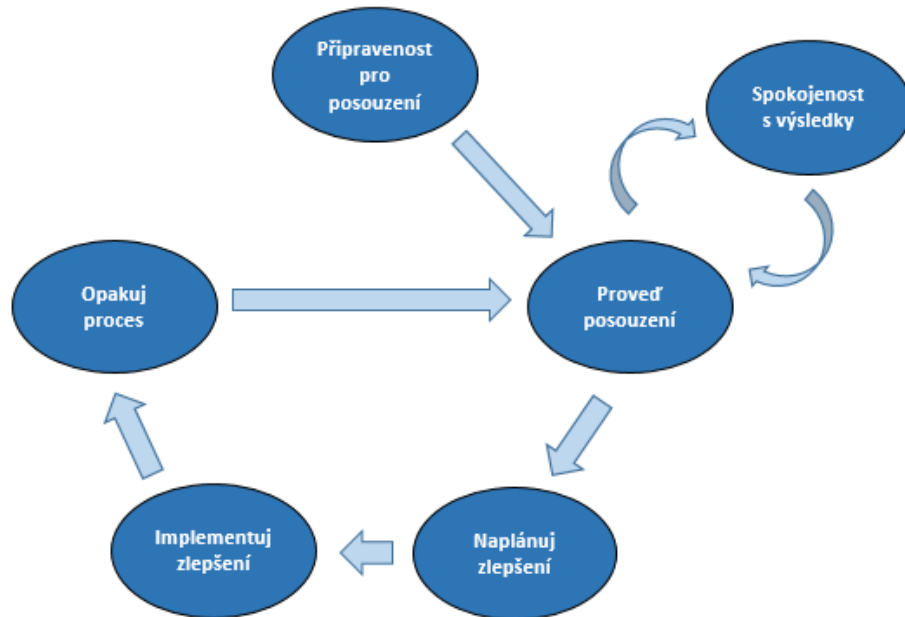 Připravenost
pro
posouzení
Spokojenost
s výsledky
Opakuj
proces
Proveď
posouzení
Implementuj
zlepšení
Naplánuj
zlepšení